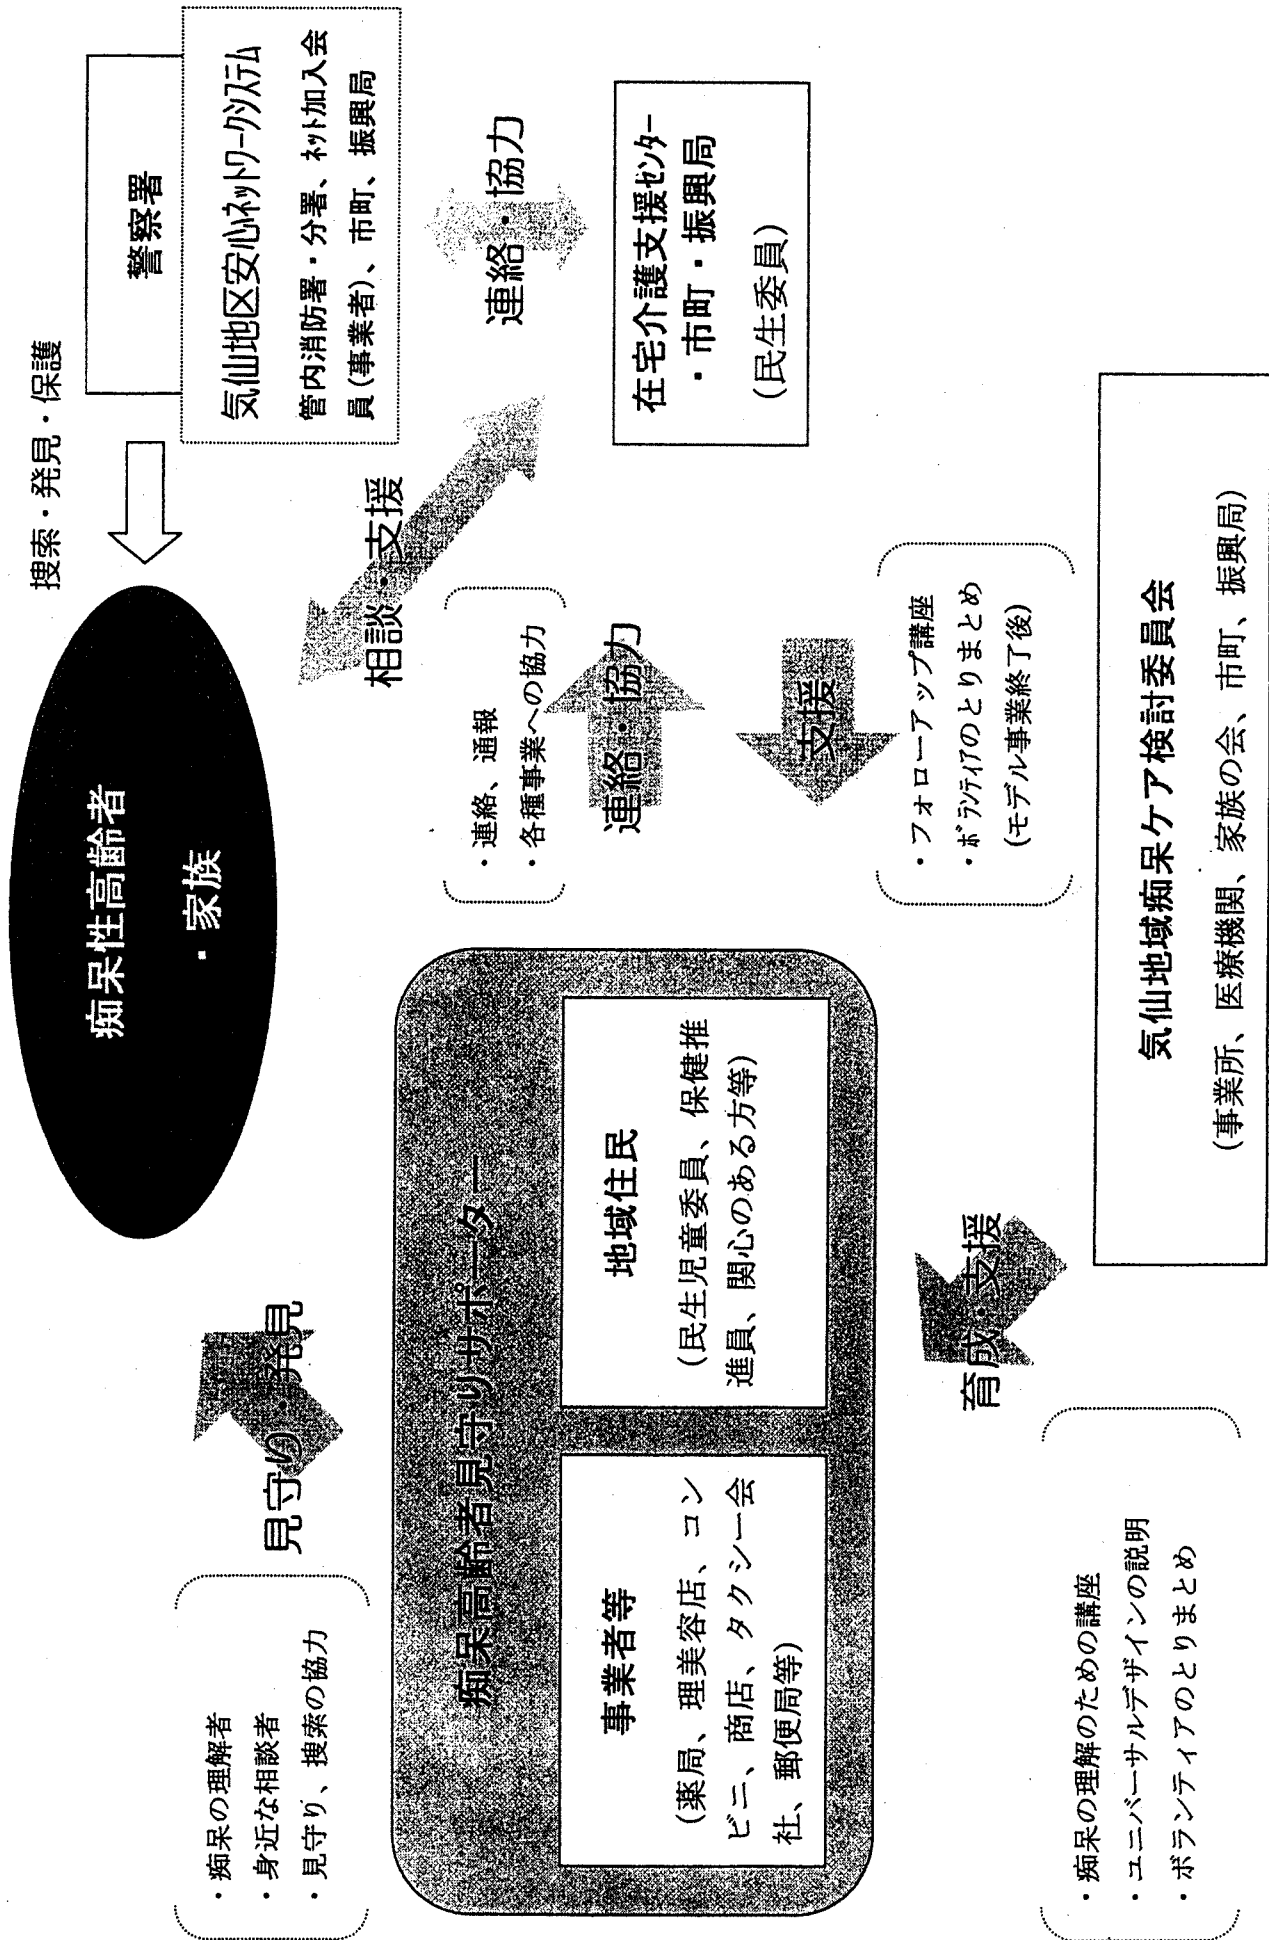 痴呆性高齢者
・家族
捜索・発見・保護
警察署
気仙地区安心ネットワークシステム
管内消防署・分署、ネット加入会
員(事業者)、市町、振興局
・痴呆の理解者
・身近な相談者
・見守り、捜索の協力
見守り・発見
相談・支援
連絡・協力
痴呆高齢者見守りサポーター
事業者等
(薬局、理美容店、コン
ビニ、商店、タクシー会
社、郵便局等)
地域住民
(民生児童委員、保健推
進員、関心のある方等)
・連絡、通報
・各種事業への協力
連絡・協力
在宅介護支援センター
・市町・振興局
(民生委員)
支援
・フォローアップ講座
・ボランティアのとりまとめ
(モデル事業終了後)
育成・支援
・痴呆の理解のための講座
・ユニバーサルデザインの説明
・ボランティアのとりまとめ
気仙地域痴呆ケア検討委員会
(事業所、医療機関、家族の会、市町、振興局)